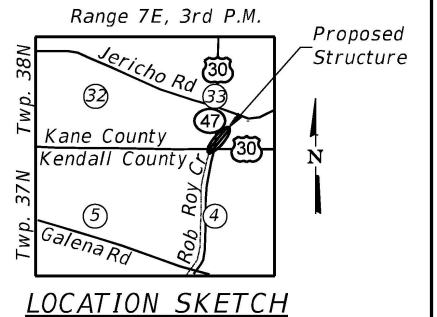 Range 7E, 3rd P.M.
Proposed
Structure
Twp. 38N
Jericho Rd
30
32
33
47
Kane County
Kendall County
30
N
Twp. 37N
Rob Roy Cr.
5
4
Galena Rd
LOCATION SKETCH